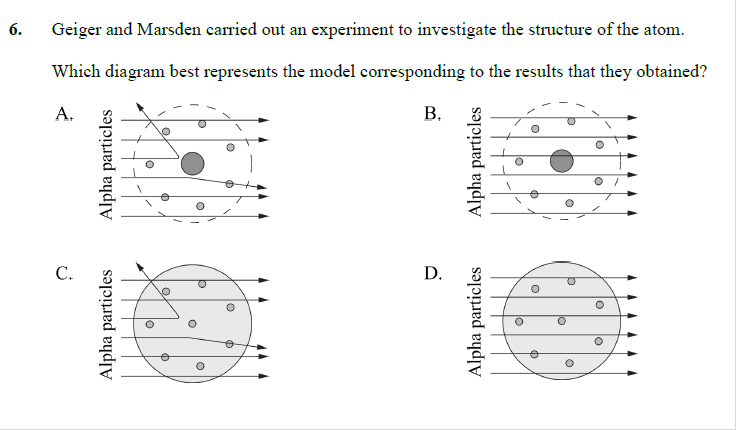 6. Geiger and Marsden carried out an experiment to investigate the structure of the atom.
Which diagram best represents the model corresponding to the results that they obtained?
A.
Alpha particles
B.
Alpha particles
C.
Alpha particles
D.
Alpha particles